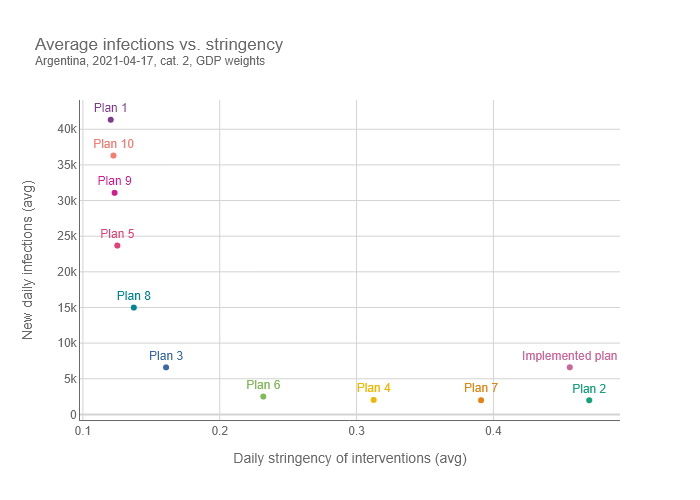 Average infections vs. stringency
Argentina, 2021-04-17, cat. 2, GDP weights
New daily infections (avg)
40k
35k
30k
25k
20k
15k
10k
5k
0
Plan 1
Plan 10
Plan 9
Plan 5
Plan 8
Plan 3
Implemented plan
Plan 6
Plan 4
Plan 7
Plan 2
0.1
0.2
0.3
0.4
Daily stringency of interventions (avg)